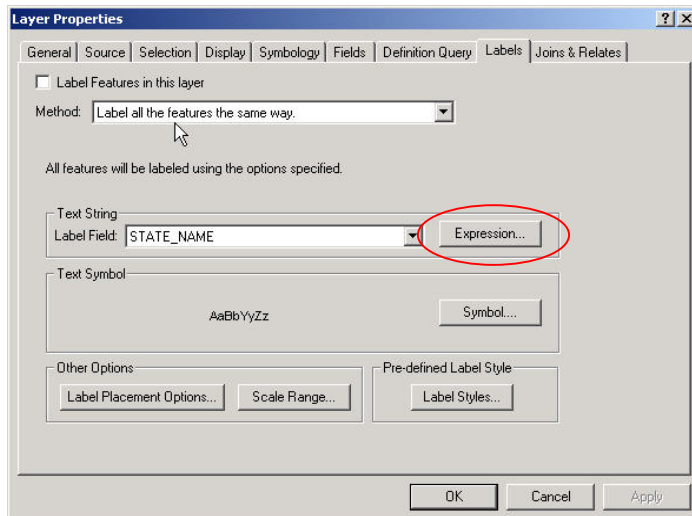 Layer Properties
? X
General Source Selection Display Symbology Fields Definition Query Labels Joins & Relates
Label Features in this layer
Method: Label all the features the same way.
All features will be labeled using the options specified.
Text String
Label Field: STATE_NAME Expression...
Text Symbol
AaBbYyZz Symbol....
Other Options Pre-defined Label Style
Label Placement Options... Scale Range... Label Styles...
OK Cancel Apply